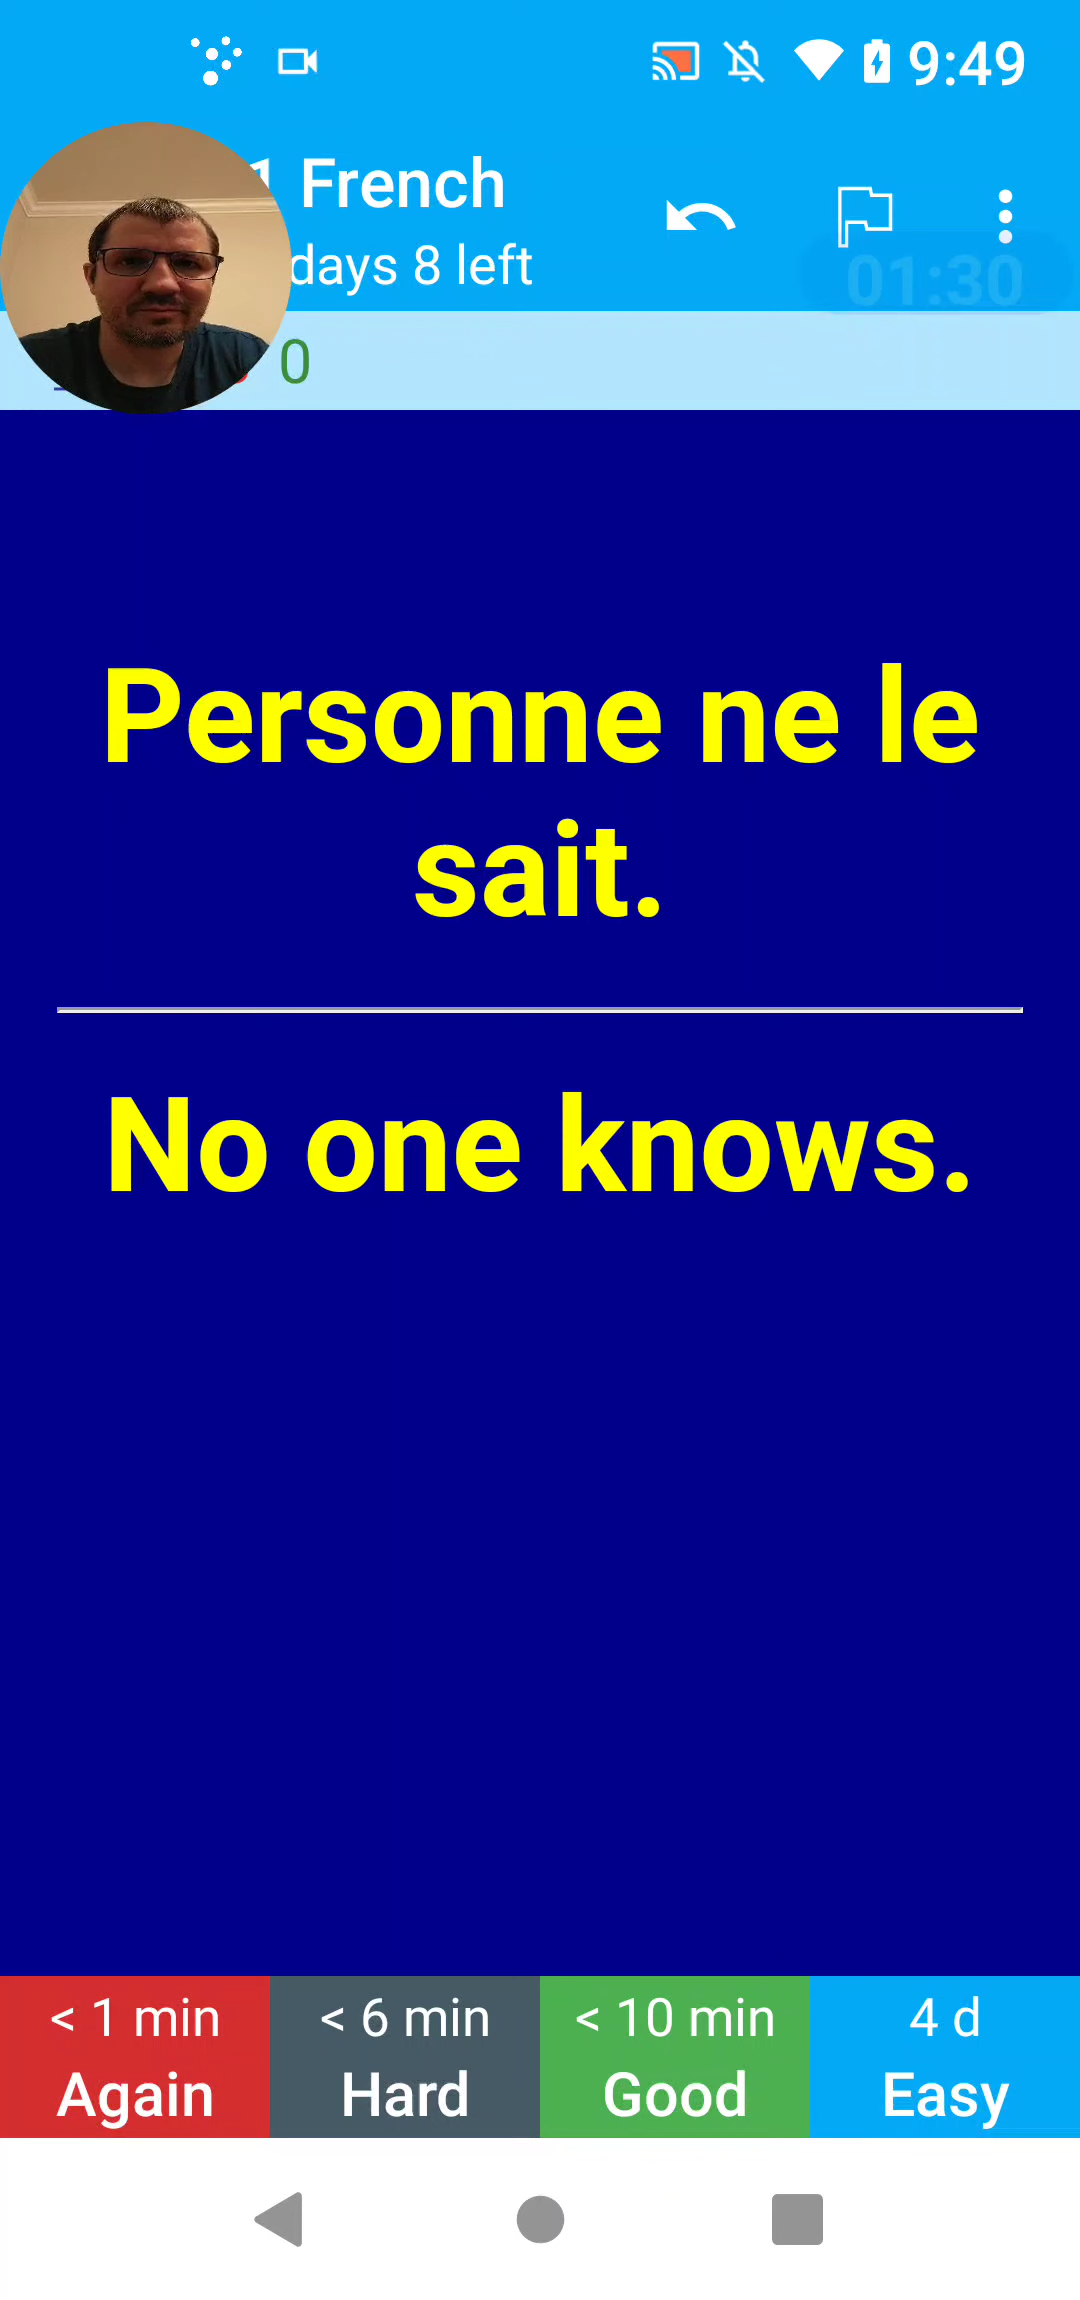 9:49
French
days 8 left
01:30
0
Personne ne le
sait.
No one knows.
< 1 min
Again
< 6 min
Hard
< 10 min
Good
4 d
Easy